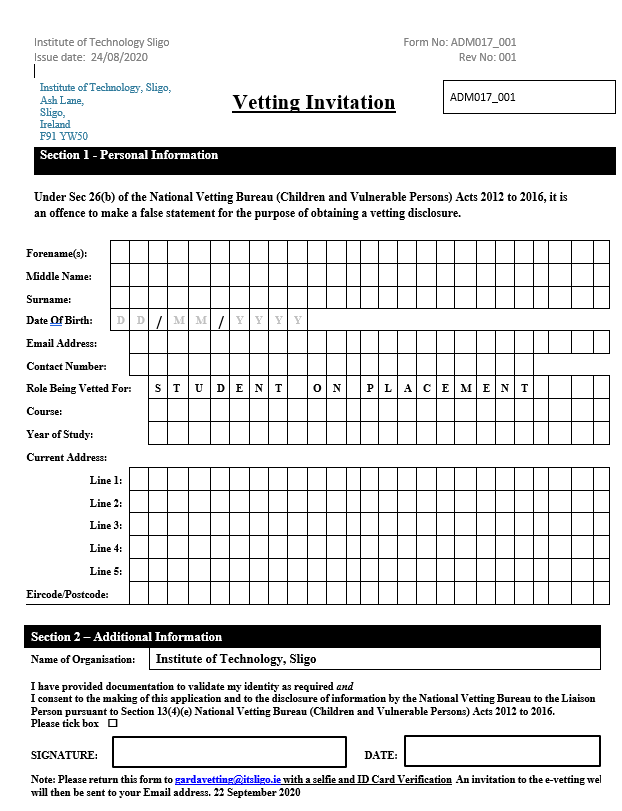 Institute of Technology Sligo
Form No: ADM017_001
Issue date: 24/08/2020
Rev No: 001
Institute of Technology, Sligo,
Ash Lane,
Sligo,
Ireland
F91 YW50
Vetting Invitation
ADM017_001
Section 1 - Personal Information
Under Sec 26(b) of the National Vetting Bureau (Children and Vulnerable Persons) Acts 2012 to 2016, it is
an offence to make a false statement for the purpose of obtaining a vetting disclosure.
Forename(s):
Middle Name:
Surname:
Date Of Birth: D D / M M / Y Y Y Y
Email Address:
Contact Number:
Role Being Vetted For: S T U D E N T O N P L A C E M E N T
Course:
Year of Study:
Current Address:
Line 1:
Line 2:
Line 3:
Line 4:
Line 5:
Eircode/Postcode:
Section 2 – Additional Information
Name of Organisation: Institute of Technology, Sligo
I have provided documentation to validate my identity as required and
I consent to the making of this application and to the disclosure of information by the National Vetting Bureau to the Liaison
Person pursuant to Section 13(4)(e) National Vetting Bureau (Children and Vulnerable Persons) Acts 2012 to 2016.
Please tick box ☐
SIGNATURE:
DATE:
Note: Please return this form to gardavetting@itsligo.ie with a selfie and ID Card Verification An invitation to the e-vetting
will then be sent to your Email address. 22 September 2020